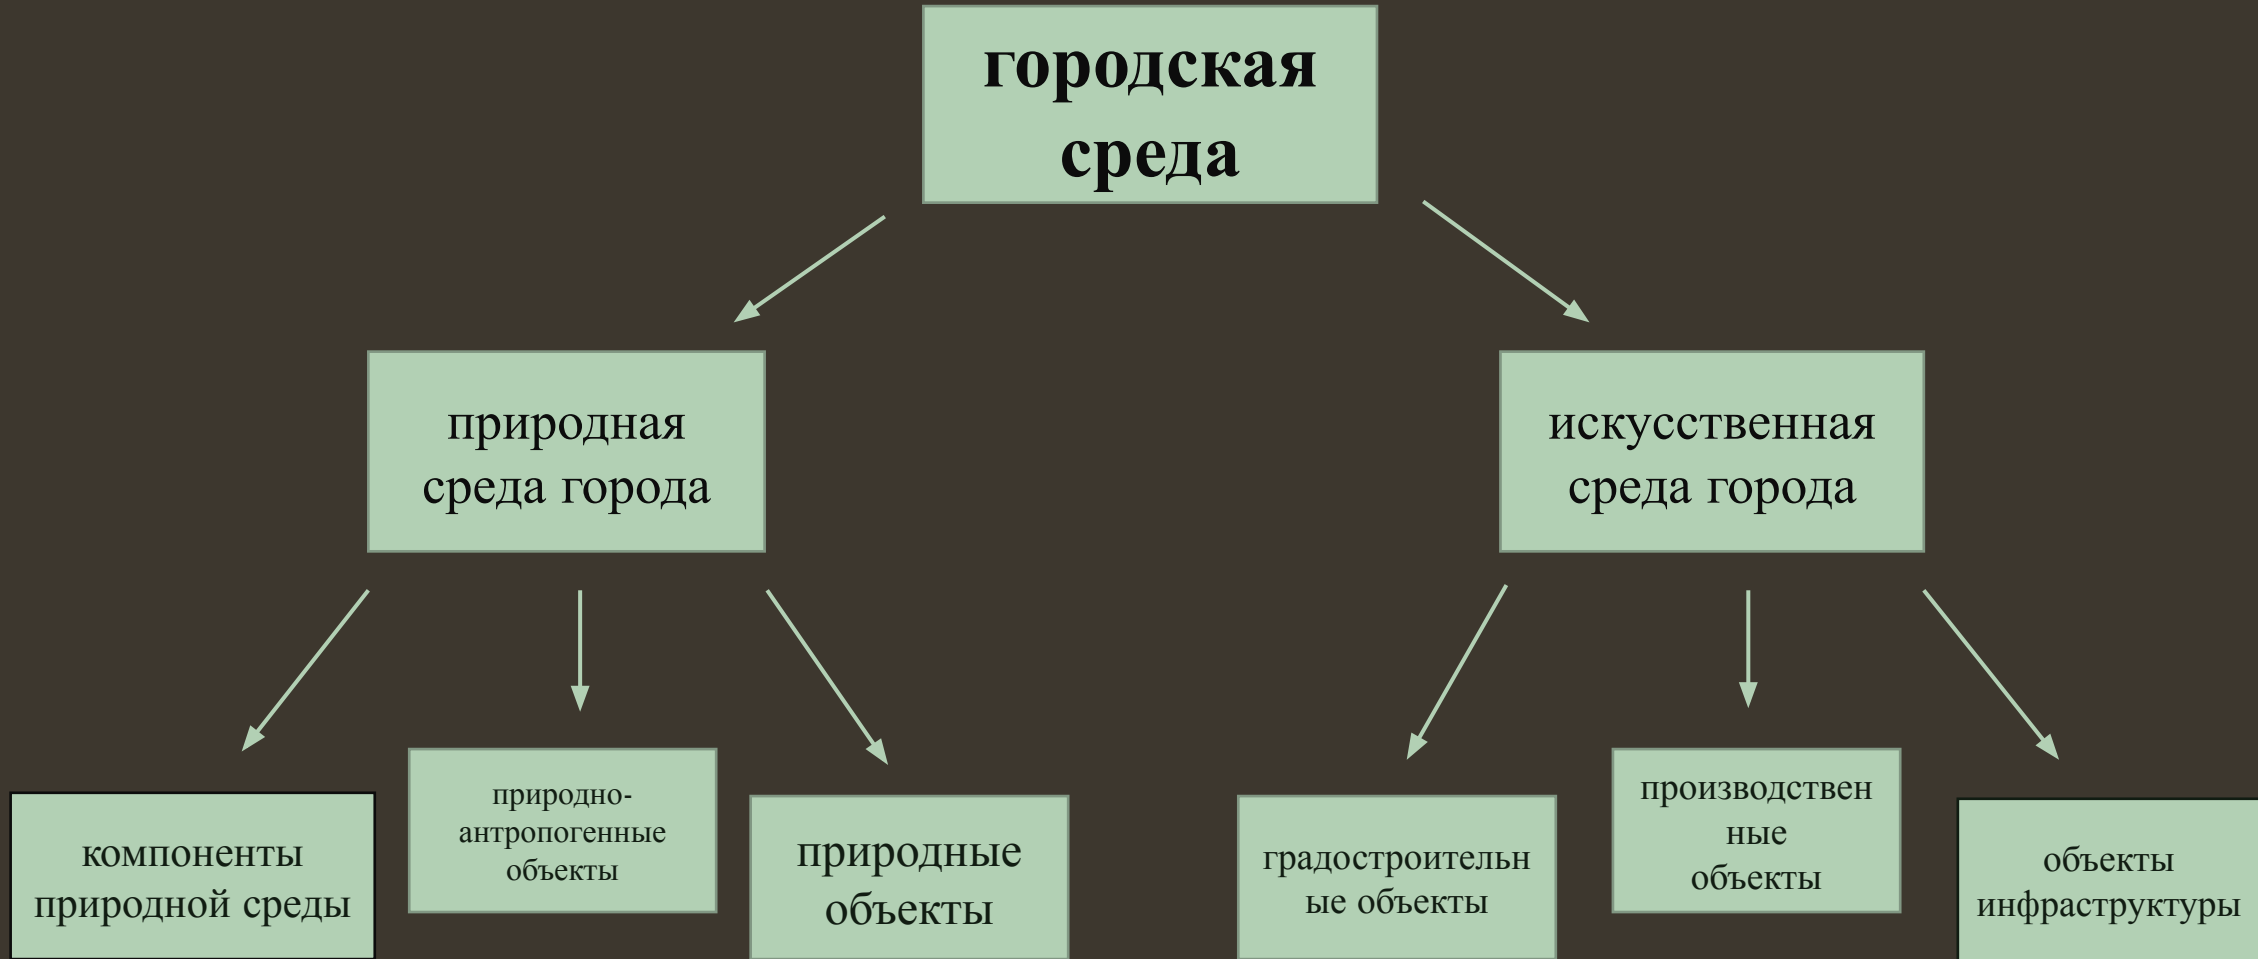 городская
среда
природная
среда города
искусственная
среда города
компоненты
природной среды
природно-
антропогенные
объекты
природные
объекты
градостроительн
ые объекты
производствен
ные
объекты
объекты
инфраструктуры